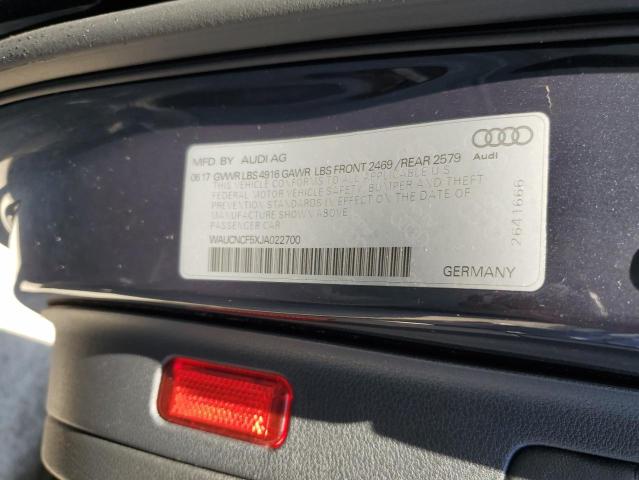 MFD BY AUDI AG
06 17 GVWR LBS 4916 GAWR LBS FRONT 2469 / REAR 2579
THIS VEHICLE CONFORMS TO ALL APPLICABLE U.S
FEDERAL MOTOR VEHICLE SAFETY, BUMPER AND THEFT
PREVENTION STANDARDS IN EFFECT ON THE DATE OF
MANUFACTURE SHOWN ABOVE
PASSENGER CAR
WAUCNCF5XJA022700
GERMANY
Audi
2641666